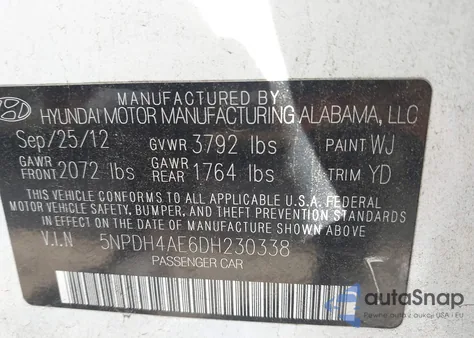 MANUFACTURED BY
HYUNDAI MOTOR MANUFACTURING ALABAMA, LLC
Sep/25/12 GVWR 3792 lbs PAINT WJ
GAWR FRONT 2072 lbs GAWR REAR 1764 lbs TRIM YD
THIS VEHICLE CONFORMS TO ALL APPLICABLE U.S.A. FEDERAL
MOTOR VEHICLE SAFETY, BUMPER, AND THEFT
STANDARDS IN EFFECT ON THE DATE OF
MANUFACTURE SHOWN ABOVE.
V.I.N 5NPDH4AE6DH230338
PASSENGER CAR
autoSnap